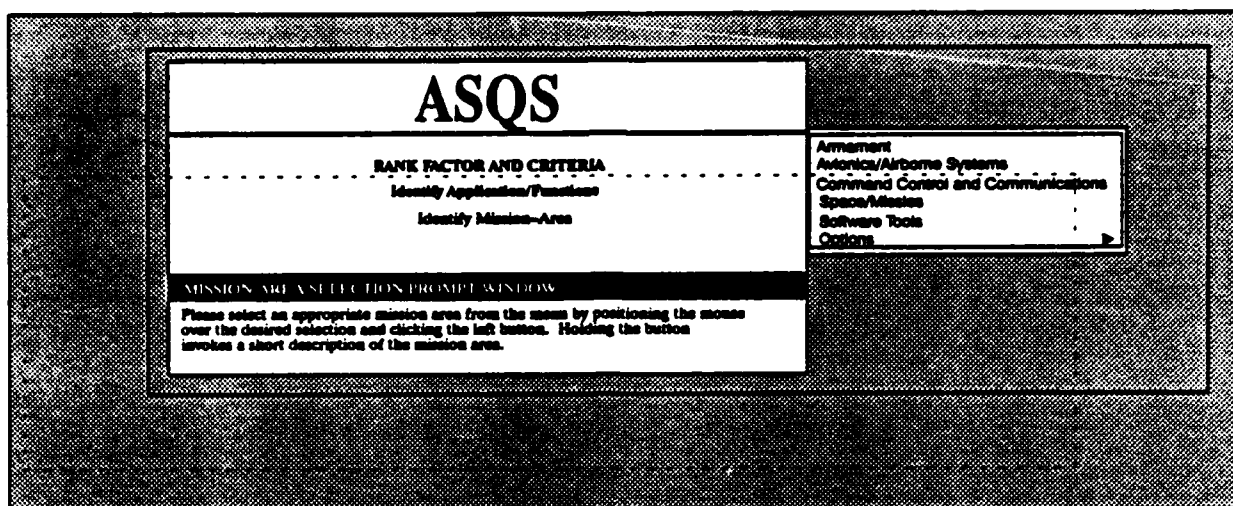 ASQS
RANK FACTOR AND CRITERIA
Identify Application/Functions
Identify Mission-Area
MISSION AREA SELECTION PROMPT WINDOW
Please select an appropriate mission area from the menu by positioning the mouse
over the desired selection and clicking the left button. Holding the button
invokes a short description of the mission area.
Armament
Avionics/Airborne Systems
Command Control and Communications
Space/Missles
Software Tools
Options